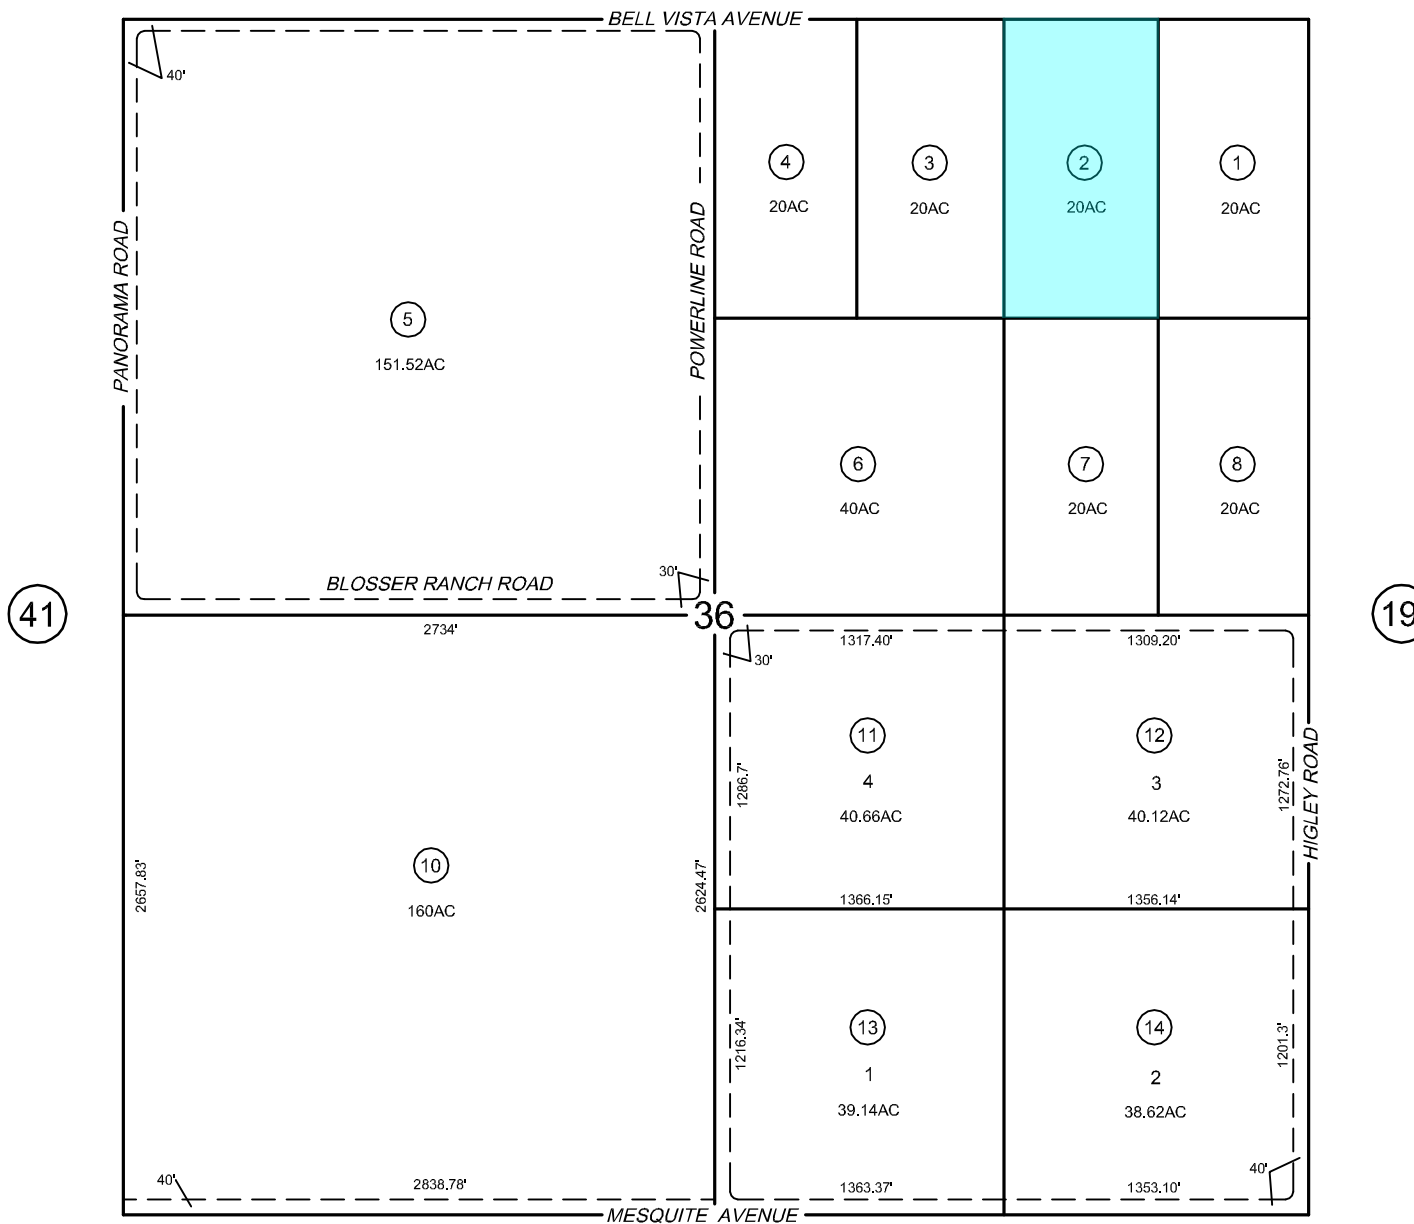 BELL VISTA AVENUE
40'
4
3
2
1
20AC
20AC
20AC
20AC
PANORAMA ROAD
POWERLINE ROAD
5
151.52AC
6
7
8
40AC
20AC
20AC
30'
BLOSSER RANCH ROAD
41
36
19
2734'
1317.40'
1309.20'
30'
11
12
4
3
1286.7'
1272.76'
40.66AC
40.12AC
HIGLEY ROAD
10
160AC
2657.83'
2624.47'
1366.15'
1356.14'
13
14
1216.34'
1201.3'
1
2
39.14AC
38.62AC
40'
2838.78'
1363.37'
1353.10'
40'
MESQUITE AVENUE